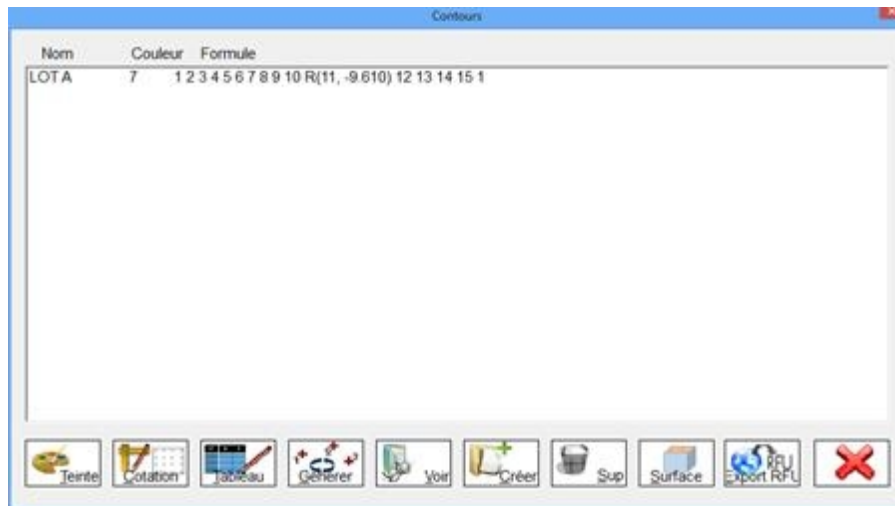 Contours
Nom Couleur Formule
LOT A 7 1 2 3 4 5 6 7 8 9 10 R(11, -9.610) 12 13 14 15 1
Teinte Cotation Tableau Générer Voir Créer Sup Surface Export RFU